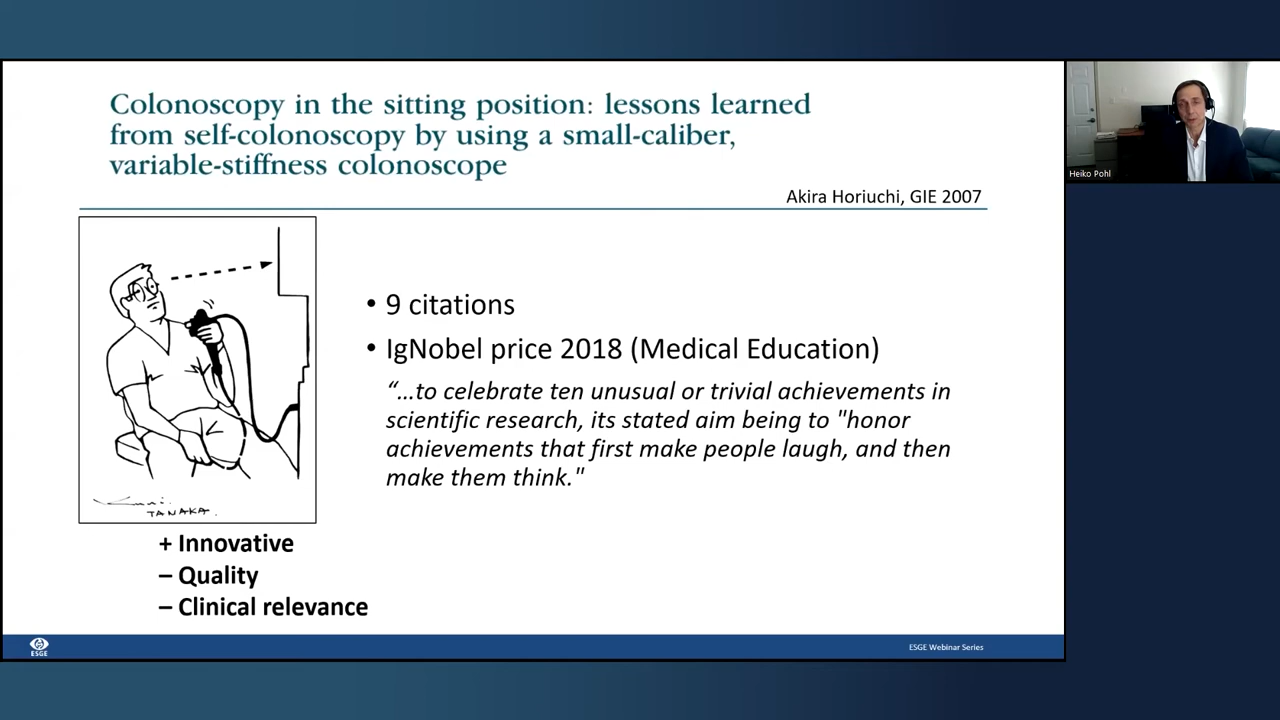 Colonoscopy in the sitting position: lessons learned
from self-colonoscopy by using a small-caliber,
variable-stiffness colonoscope
Akira Horiuchi, GIE 2007
• 9 citations
• IgNobel price 2018 (Medical Education)
“…to celebrate ten unusual or trivial achievements in
scientific research, its stated aim being to "honor
achievements that first make people laugh, and then
make them think."
TANAKA.
+ Innovative
– Quality
– Clinical relevance
ESGE
ESGE Webinar Series
Heiko Pohl